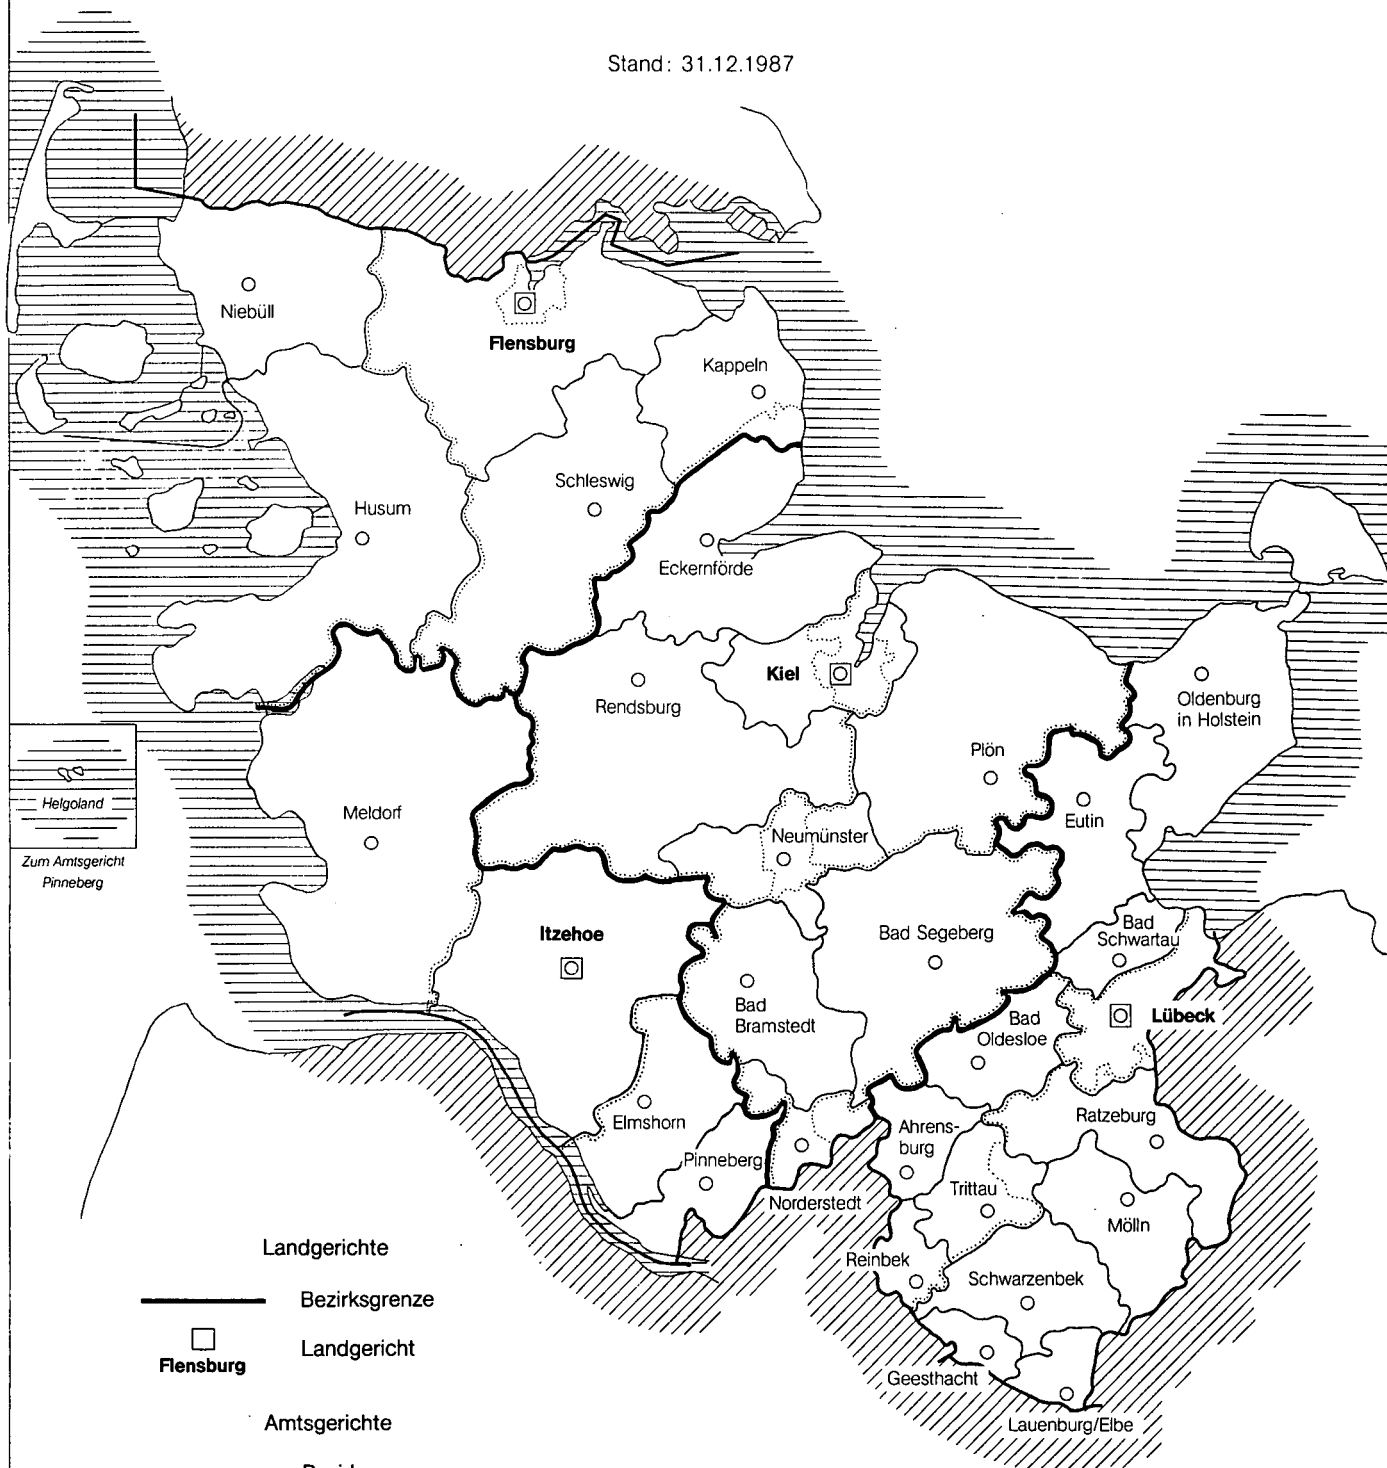 Stand: 31.12.1987
Niebüll
Flensburg
Kappeln
Schleswig
Husum
Eckernförde
Kiel
Rendsburg
Oldenburg
in Holstein
Plön
Helgoland
Meldorf
Eutin
Neumünster
Zum Amtsgericht
Pinneberg
Itzehoe
Bad Segeberg
Bad
Schwartau
Bad
Bramstedt
Bad
Oldesloe
Lübeck
Elmshorn
Ahrens-
burg
Ratzeburg
Pinneberg
Trittau
Norderstedt
Mölln
Reinbek
Schwarzenbek
Geesthacht
Lauenburg/Elbe
Landgerichte
Bezirksgrenze
Landgericht
Flensburg
Amtsgerichte